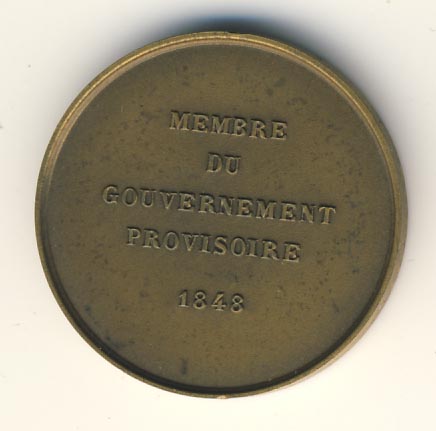 MEMBRE
DU
GOUVERNEMENT
PROVISOIRE
1848